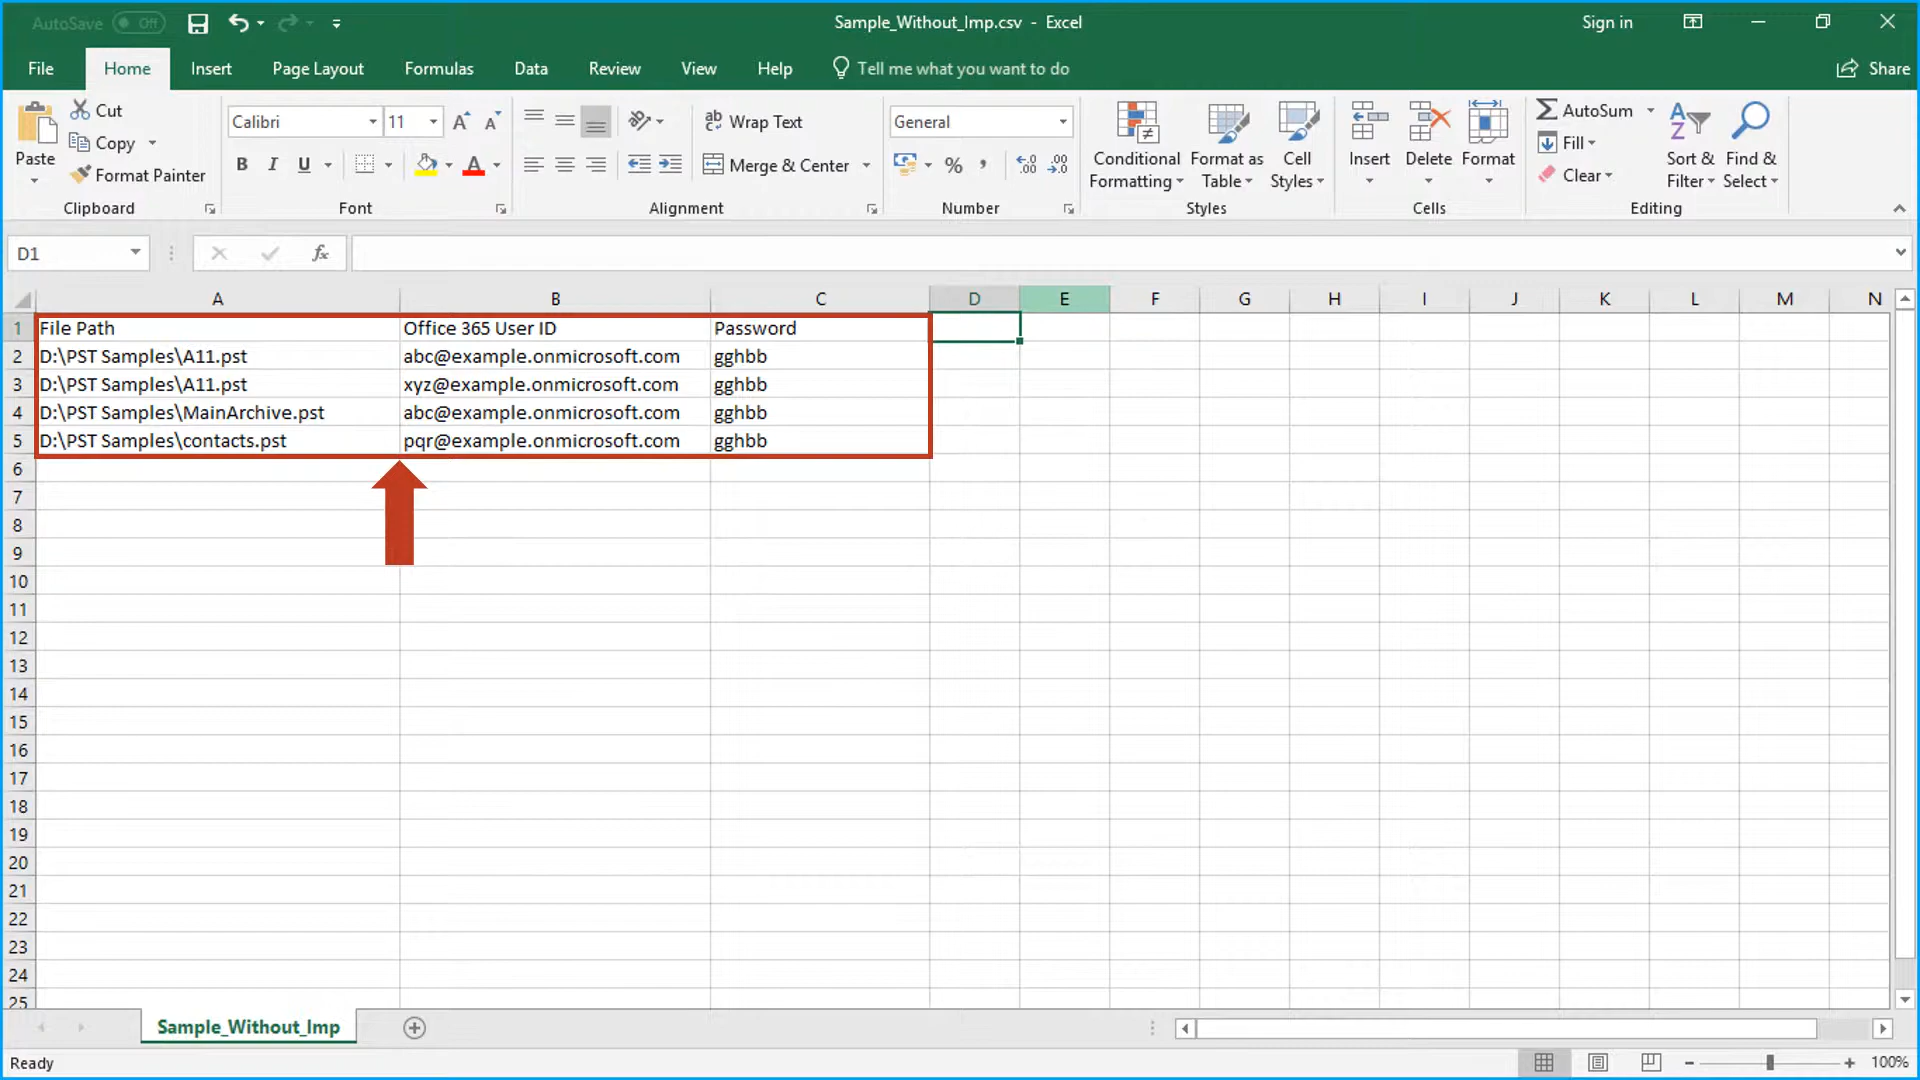 AutoSave Off
Sample_Without_Imp.csv - Excel
Sign in
File Home Insert Page Layout Formulas Data Review View Help Tell me what you want to do Share
Paste
Cut
Copy
Format Painter
Clipboard
Calibri 11
B I U A
Font
Wrap Text
Merge & Center
Alignment
General
% ,
Number
Conditional Formatting
Format as Table
Cell Styles
Styles
Insert Delete Format
Cells
AutoSum
Fill
Clear
Sort & Filter
Find & Select
Editing
D1 fx
A B C D E F G H I J K L M N
1 File Path Office 365 User ID Password
2 D:\PST Samples\A11.pst abc@example.onmicrosoft.com gghbb
3 D:\PST Samples\A11.pst xyz@example.onmicrosoft.com gghbb
4 D:\PST Samples\MainArchive.pst abc@example.onmicrosoft.com gghbb
5 D:\PST Samples\contacts.pst pqr@example.onmicrosoft.com gghbb
6
7
8
9
10
11
12
13
14
15
16
17
18
19
20
21
22
23
24
25
Sample_Without_Imp
Ready 100%